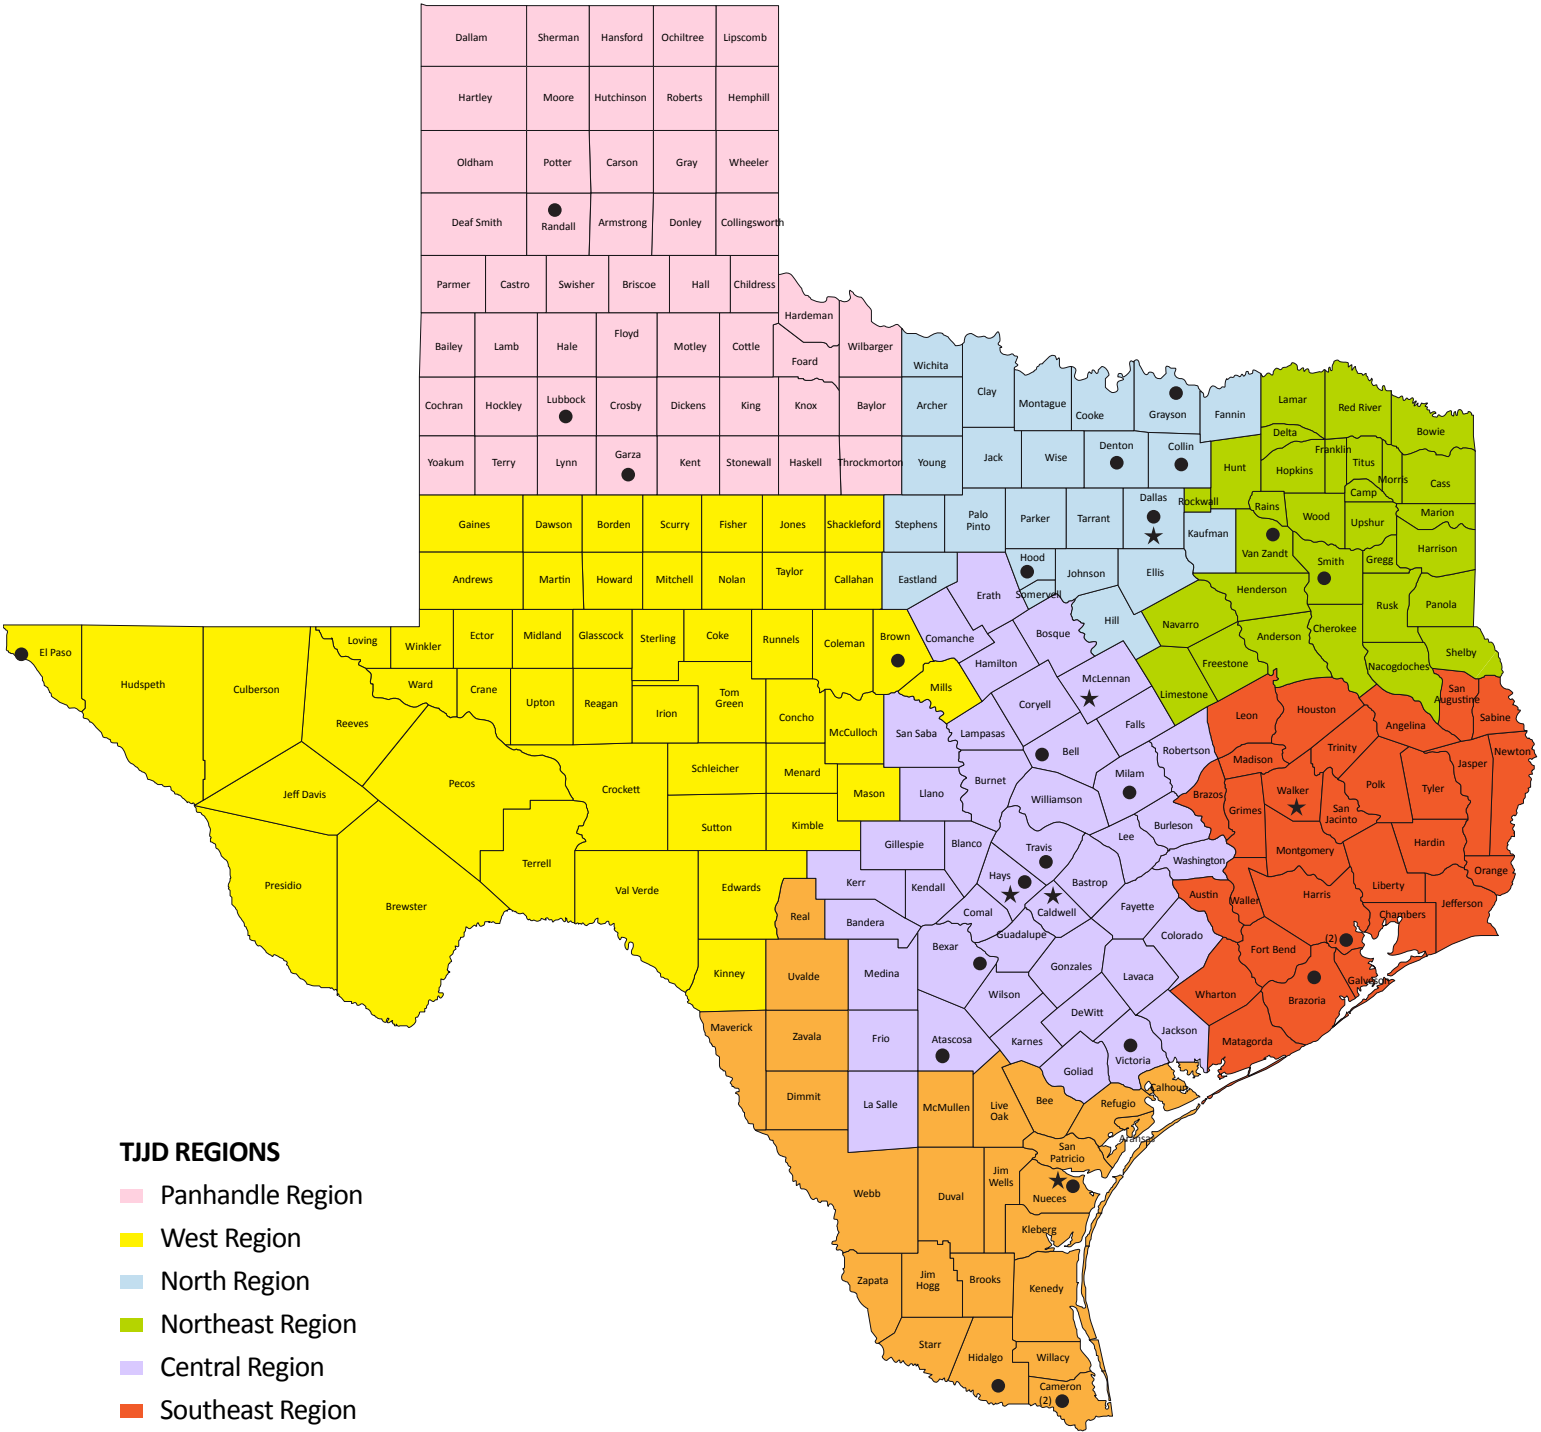 Dallam Sherman Hansford Ochiltree Lipscomb
Hartley Moore Hutchinson Roberts Hemphill
Oldham Potter Carson Gray Wheeler
Deaf Smith Randall Armstrong Donley Collingsworth
Parmer Castro Swisher Briscoe Hall Childress
Hardeman
Bailey Lamb Hale Floyd Motley Cottle Foard Wilbarger Wichita
Clay Montague Cooke Grayson Fannin Lamar Red River Bowie
Cochran Hockley Lubbock Crosby Dickens King Knox Baylor Archer
Delta Franklin Titus Morris Cass
Yoakum Terry Lynn Garza Kent Stonewall Haskell Throckmorton Young Jack Wise Denton Collin Hunt Hopkins
Camp Marion
Gaines Dawson Borden Scurry Fisher Jones Shackleford Stephens Palo
Pinto Parker Tarrant Dallas Rockwall Rains Wood Upshur
Kaufman Van Zandt Smith Gregg Harrison
Andrews Martin Howard Mitchell Nolan Taylor Callahan Eastland Hood Johnson Ellis
Erath Somervell Henderson Rusk Panola
El Paso Hudspeth Culberson Loving Winkler Ector Midland Glasscock Sterling Coke Runnels Coleman Brown Comanche Bosque Hill Navarro Anderson Cherokee
Hamilton Freestone Nacogdoches Shelby
Reeves Ward Crane Upton Reagan Irion Tom
Green Concho Mills McLennan Limestone San
Augustine Sabine
McCulloch San Saba Lampasas Coryell Falls Leon Houston Angelina
Bell Robertson Madison Trinity Jasper Newton
Jeff Davis Pecos Crockett Schleicher Menard Mason Llano Burnet Milam
Williamson Brazos Grimes Walker San
Jacinto Polk Tyler
Sutton Kimble Gillespie Blanco Travis Lee Burleson Washington Montgomery Hardin
Terrell Orange
Presidio Brewster Val Verde Edwards Kerr Kendall Hays Bastrop
Real Bandera Comal Caldwell Fayette Austin Waller Harris Liberty Chambers Jefferson
Guadalupe Colorado (2)
Kinney Uvalde Medina Bexar Gonzales Lavaca Fort Bend
Wilson Wharton Brazoria Galveston
Maverick Zavala Frio Atascosa Karnes DeWitt Victoria Jackson Matagorda
Goliad
Dimmit La Salle McMullen Live
Oak Bee Refugio Calhoun
Aransas
San
Patricio
Webb Duval Jim
Wells Nueces
Kleberg
Zapata Jim
Hogg Brooks Kenedy
Starr Hidalgo Willacy
Cameron
(2)
TJJD REGIONS
Panhandle Region
West Region
North Region
Northeast Region
Central Region
Southeast Region